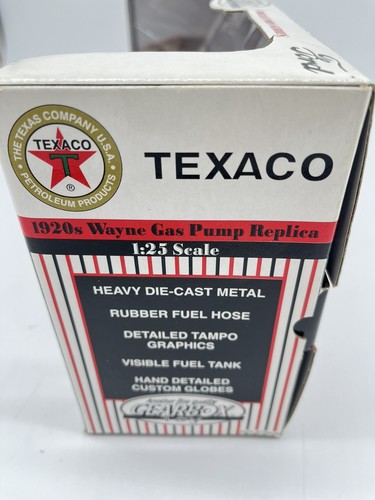 THE TEXAS COMPANY U.S.A.
TEXACO
T
®
PETROLEUM PRODUCTS
TEXACO
1920s Wayne Gas Pump Replica
1:25 Scale
HEAVY DIE-CAST METAL
RUBBER FUEL HOSE
DETAILED TAMPO
GRAPHICS
VISIBLE FUEL TANK
HAND DETAILED
CUSTOM GLOBES
GEARBOX